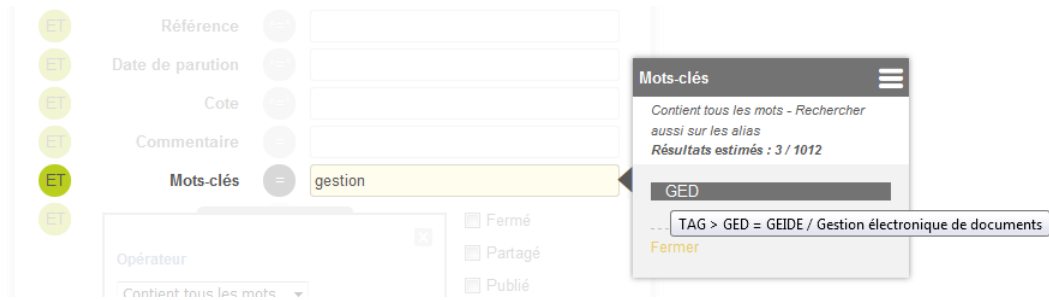 ET Référence
ET Date de parution
ET Cote
ET Commentaire =
ET Mots-clés = gestion
ET
Fermé
Partagé
Publié
Opérateur
Contient tous les mots
Mots-clés
Contient tous les mots - Rechercher
aussi sur les alias
Résultats estimés : 3 / 1012
GED
TAG > GED = GEIDE / Gestion électronique de documents
Fermer